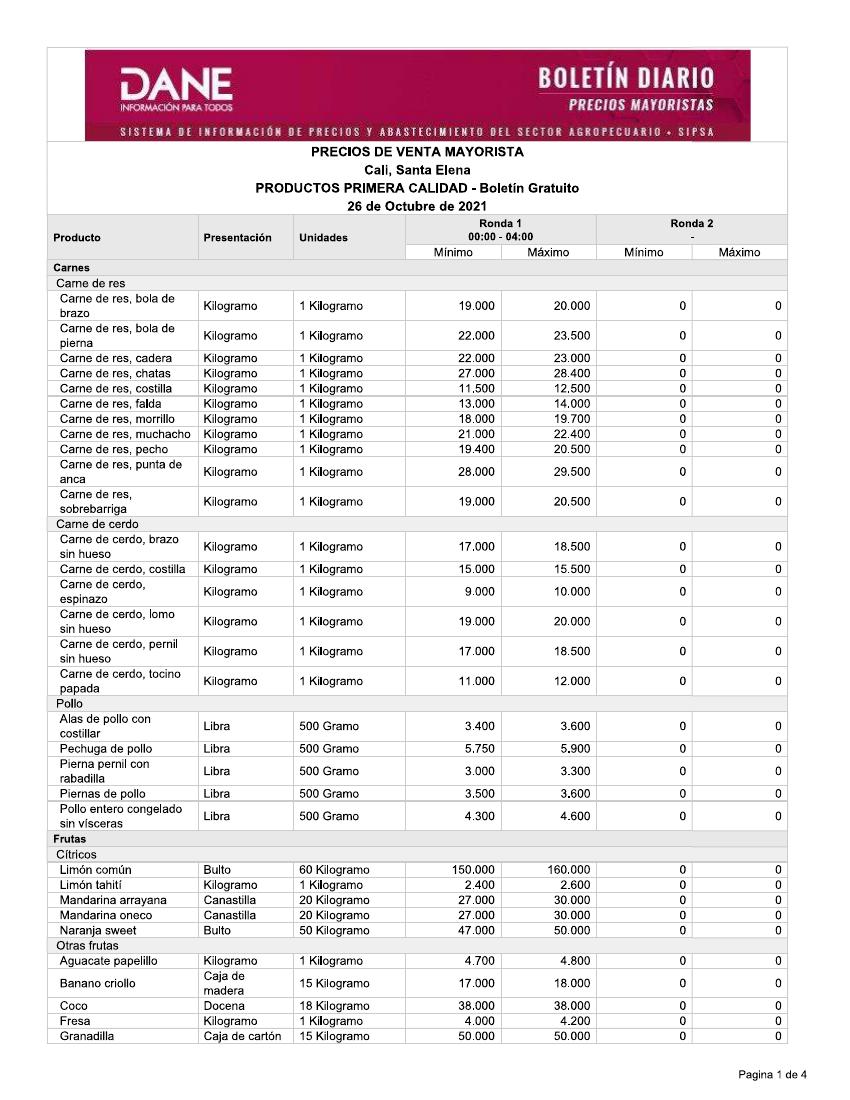 DANE
INFORMACIÓN PARA TODOS
BOLETÍN DIARIO
PRECIOS MAYORISTAS
SISTEMA DE INFORMACIÓN DE PRECIOS Y ABASTECIMIENTO DEL SECTOR AGROPECUARIO • SIPSA
PRECIOS DE VENTA MAYORISTA
Cali, Santa Elena
PRODUCTOS PRIMERA CALIDAD - Boletín Gratuito
26 de Octubre de 2021
Producto Presentación Unidades Ronda 1 Ronda 2
00:00 - 04:00 -
Mínimo Máximo Mínimo Máximo
Carnes
Carne de res
Carne de res, bola de
brazo Kilogramo 1 Kilogramo 19.000 20.000 0 0
Carne de res, bola de
pierna Kilogramo 1 Kilogramo 22.000 23.500 0 0
Carne de res, cadera Kilogramo 1 Kilogramo 22.000 23.000 0 0
Carne de res, chatas Kilogramo 1 Kilogramo 27.000 28.400 0 0
Carne de res, costilla Kilogramo 1 Kilogramo 11.500 12.500 0 0
Carne de res, falda Kilogramo 1 Kilogramo 13.000 14.000 0 0
Carne de res, morrillo Kilogramo 1 Kilogramo 18.000 19.700 0 0
Carne de res, muchacho Kilogramo 1 Kilogramo 21.000 22.400 0 0
Carne de res, pecho Kilogramo 1 Kilogramo 19.400 20.500 0 0
Carne de res, punta de
anca Kilogramo 1 Kilogramo 28.000 29.500 0 0
Carne de res,
sobrebarriga Kilogramo 1 Kilogramo 19.000 20.500 0 0
Carne de cerdo
Carne de cerdo, brazo
sin hueso Kilogramo 1 Kilogramo 17.000 18.500 0 0
Carne de cerdo, costilla Kilogramo 1 Kilogramo 15.000 15.500 0 0
Carne de cerdo,
espinazo Kilogramo 1 Kilogramo 9.000 10.000 0 0
Carne de cerdo, lomo
sin hueso Kilogramo 1 Kilogramo 19.000 20.000 0 0
Carne de cerdo, pernil
sin hueso Kilogramo 1 Kilogramo 17.000 18.500 0 0
Carne de cerdo, tocino
papada Kilogramo 1 Kilogramo 11.000 12.000 0 0
Pollo
Alas de pollo con
costillar Libra 500 Gramo 3.400 3.600 0 0
Pechuga de pollo Libra 500 Gramo 5.750 5.900 0 0
Pierna pernil con
rabadilla Libra 500 Gramo 3.000 3.300 0 0
Piernas de pollo Libra 500 Gramo 3.500 3.600 0 0
Pollo entero congelado
sin vísceras Libra 500 Gramo 4.300 4.600 0 0
Frutas
Cítricos
Limón común Bulto 60 Kilogramo 150.000 160.000 0 0
Limón tahití Kilogramo 1 Kilogramo 2.400 2.600 0 0
Mandarina arrayana Canastilla 20 Kilogramo 27.000 30.000 0 0
Mandarina oneco Canastilla 20 Kilogramo 27.000 30.000 0 0
Naranja sweet Bulto 50 Kilogramo 47.000 50.000 0 0
Otras frutas
Aguacate papelillo Kilogramo 1 Kilogramo 4.700 4.800 0 0
Banano criollo Caja de
madera 15 Kilogramo 17.000 18.000 0 0
Coco Docena 18 Kilogramo 38.000 38.000 0 0
Fresa Kilogramo 1 Kilogramo 4.000 4.200 0 0
Granadilla Caja de cartón 15 Kilogramo 50.000 50.000 0 0
Pagina 1 de 4